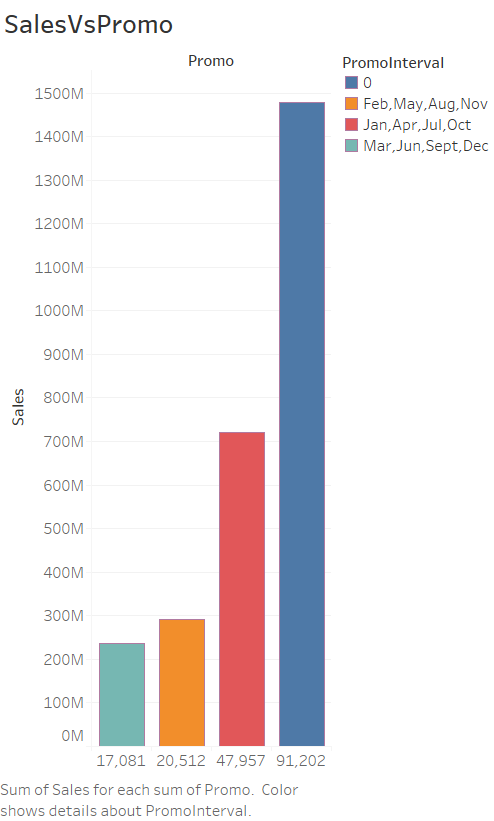 SalesVsPromo
Promo
PromoInterval
0
Feb,May,Aug,Nov
Jan,Apr,Jul,Oct
Mar,Jun,Sept,Dec
1500M
1400M
1300M
1200M
1100M
1000M
900M
800M
700M
600M
500M
400M
300M
200M
100M
0M
Sales
17,081 20,512 47,957 91,202
Sum of Sales for each sum of Promo. Color
shows details about PromoInterval.